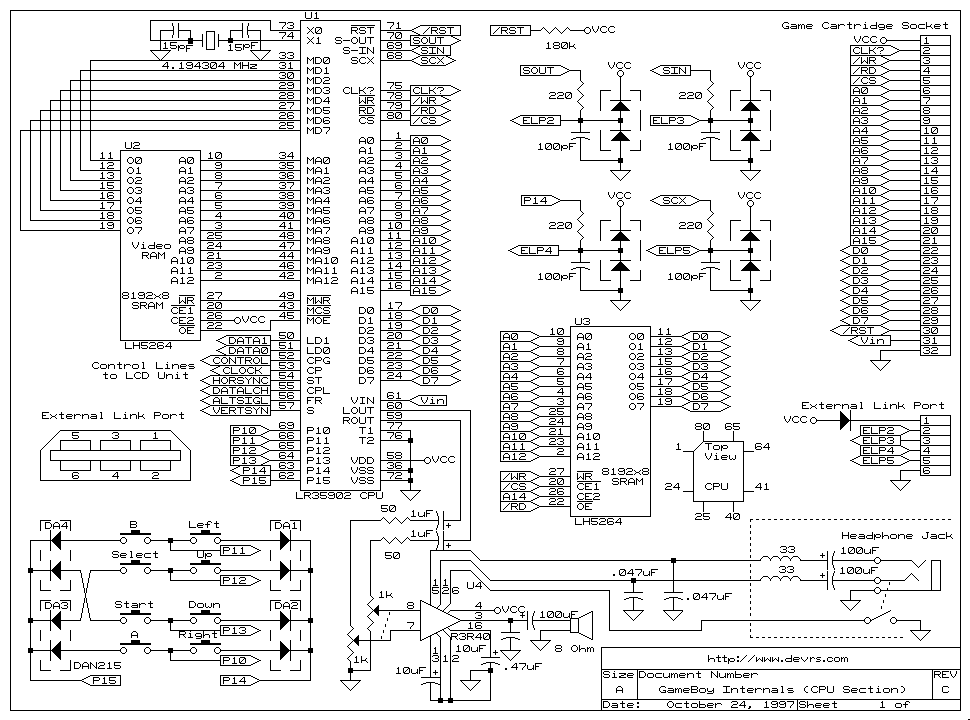 U1
73 X0
74 X1
15pF
15pF
4.194304 MHz
33 MD0
31 MD1
30 MD2
29 MD3
28 MD4
27 MD5
26 MD6
25 MD7
RST 71 /RST
S-OUT 70 SOUT
S-IN 69 SIN
SCX 68 SCX
CLK? 75 CLK?
WR 78 /WR
RD 79 /RD
CS 80 /CS
A0 1 A0
A1 2 A1
A2 3 A2
A3 4 A3
A4 5 A4
A5 6 A5
A6 7 A6
A7 8 A7
A8 9 A8
A9 10 A9
A10 11 A10
A11 12 A11
A12 13 A12
A13 14 A13
A14 15 A14
A15 16 A15
D0 17 D0
D1 18 D1
D2 19 D2
D3 20 D3
D4 21 D4
D5 22 D5
D6 23 D6
D7 24 D7
VIN 61 Vin
LOUT 60
ROUT 59
T1 77
T2 76
VDD 58 VCC
VSS 36
VSS 72
LR35902 CPU
U2
11 O0
12 O1
13 O2
15 O3
16 O4
17 O5
18 O6
19 O7
Video
RAM
8192x8
SRAM
LH5264
A0 10 34 MA0
A1 9 35 MA1
A2 8 36 MA2
A3 7 37 MA3
A4 6 38 MA4
A5 5 39 MA5
A6 4 40 MA6
A7 3 41 MA7
A8 25 48 MA8
A9 24 47 MA9
A10 21 44 MA10
A11 23 46 MA11
A12 2 42 MA12
WR 27 49 MWR
CE1 20 43 MCS
CE2 26 VCC 45 MOE
OE 22
Control Lines
to LCD Unit
DATA1 50 LD1
DATA0 51 LD0
CONTROL 52 CPG
CLOCK 53 CP
HORSYNC 54 ST
DATALCH 55 CPL
ALTSIGL 56 FR
VERTSYN 57 S
P10 69 P10
P11 66 P11
P12 65 P12
P13 64 P13
P14 63 P14
P15 62 P15
External Link Port
5 3 1
6 4 2
/RST 180k VCC
SOUT VCC
220
ELP2
100pF
SIN VCC
220
ELP3
100pF
P14 VCC
220
ELP4
100pF
SCX VCC
220
ELP5
100pF
Game Cartridge Socket
VCC 1
CLK? 2
/WR 3
/RD 4
/CS 5
A0 6
A1 7
A2 8
A3 9
A4 10
A5 11
A6 12
A7 13
A8 14
A9 15
A10 16
A11 17
A12 18
A13 19
A14 20
A15 21
D0 22
D1 23
D2 24
D3 25
D4 26
D5 27
D6 28
D7 29
/RST 30
Vin 31
32
U3
A0 10 A0
A1 9 A1
A2 8 A2
A3 7 A3
A4 6 A4
A5 5 A5
A6 4 A6
A7 3 A7
A8 25 A8
A9 24 A9
A10 21 A10
A11 23 A11
A12 2 A12
/WR 27 WR
/CS 20 CE1
A14 26 CE2
/RD 22 OE
O0 11 D0
O1 12 D1
O2 13 D2
O3 15 D3
O4 16 D4
O5 17 D5
O6 18 D6
O7 19 D7
8192x8
SRAM
LH5264
80 65
1 Top 64
View
CPU
24 41
25 40
External Link Port
VCC 1
ELP2 2
ELP3 3
ELP4 4
ELP5 5
6
DA4 B Left DA1
P11
Select Up
P12
DA3 Start Down DA2
P13
A Right
P10
DAN215
P15 P14
50 1uF +
1uF +
50
1k
1k
8
7
U4
4 VCC
3
16
+ 100uF
8 Ohm
10uF +
10uF +
.47uF
.047uF
.047uF
33
33
+ 100uF
+ 100uF
Headphone Jack
http://www.devrs.com
Size Document Number REV
A GameBoy Internals (CPU Section) C
Date: October 24, 1997 Sheet 1 of